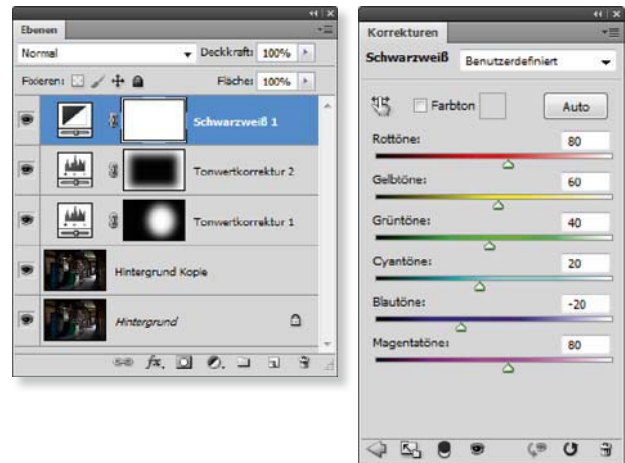 Ebenen
Normal Deckkraft: 100%
Fixieren: Fläche: 100%
Schwarzweiß 1
Tonwertkorrektur 2
Tonwertkorrektur 1
Hintergrund Kopie
Hintergrund
fx.
Korrekturen
Schwarzweiß Benutzerdefiniert
Farbton Auto
Rottöne: 80
Gelbtöne: 60
Grüntöne: 40
Cyantöne: 20
Blautöne: -20
Magentatöne: 80